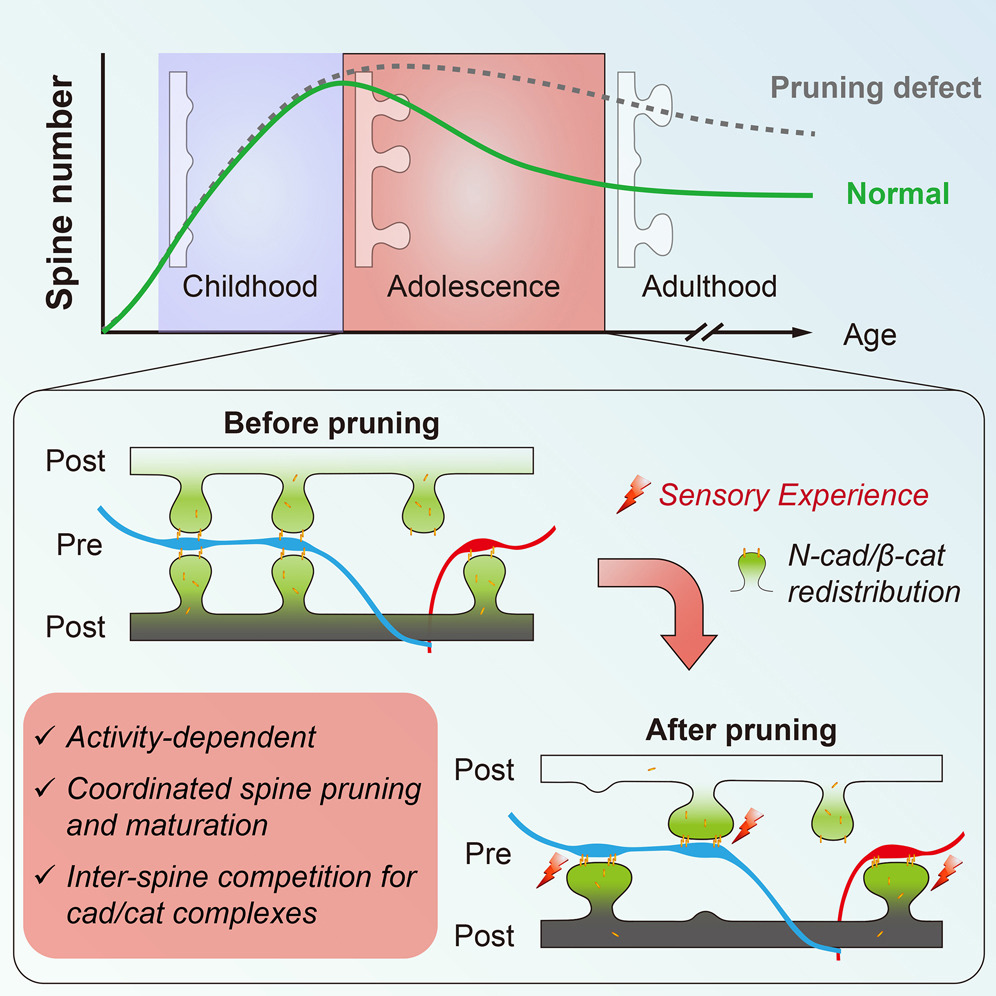 Spine number
Pruning defect
Normal
Childhood
Adolescence
Adulthood
Age
Before pruning
Post
Pre
Post
Sensory Experience
N-cad/β-cat
redistribution
✓ Activity-dependent
✓ Coordinated spine pruning
and maturation
✓ Inter-spine competition for
cad/cat complexes
After pruning
Post
Pre
Post